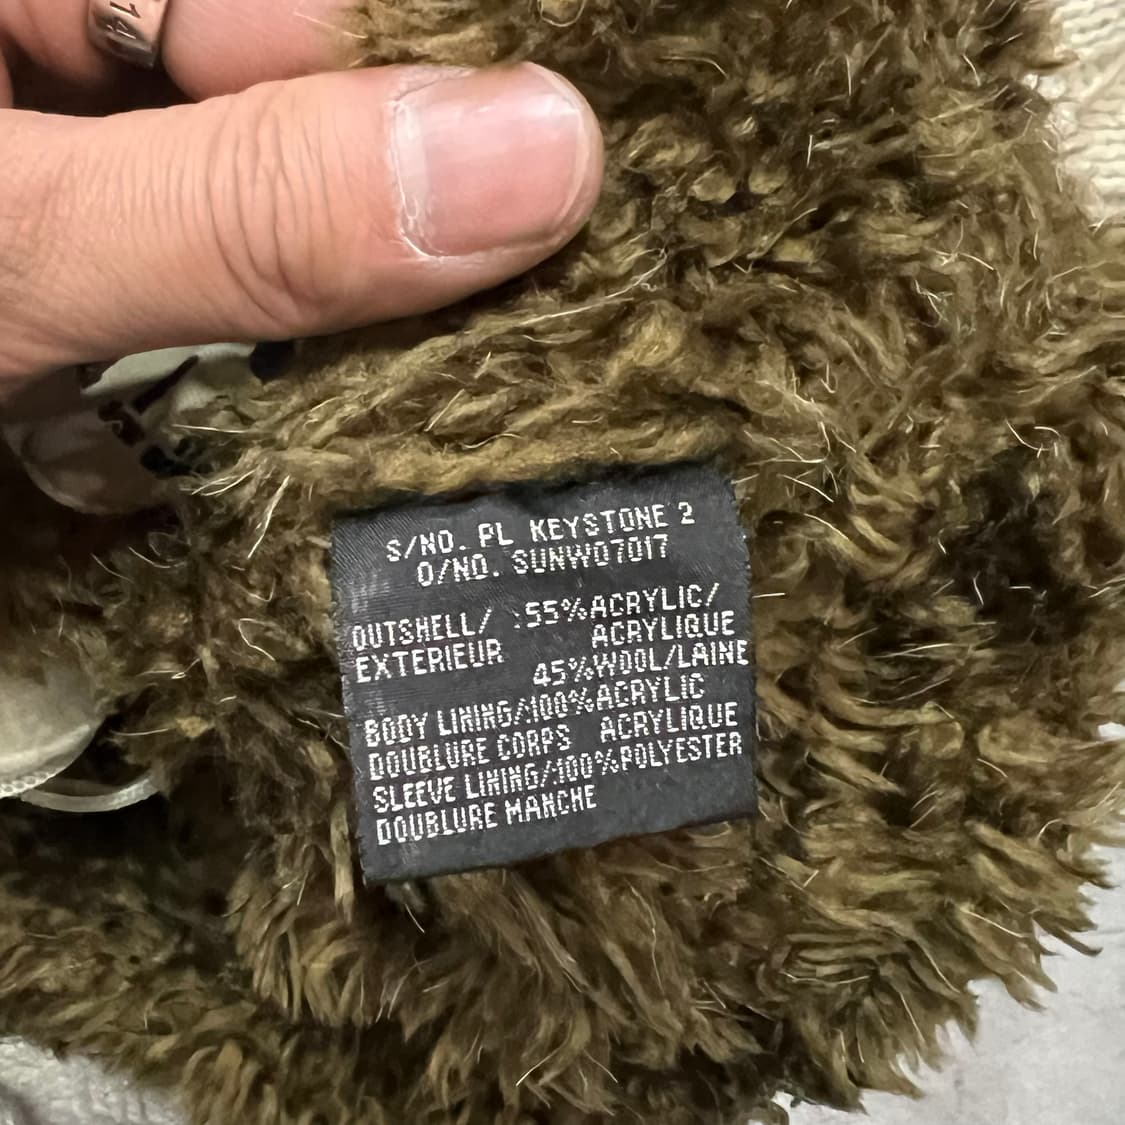 14
S/NO. PL KEYSTONE 2
O/NO. SUNW07017
OUTSHELL/ :55%ACRYLIC/
EXTERIEUR ACRYLIQUE
45%WOOL/LAINE
BODY LINING/:100%ACRYLIC
DOUBLURE CORPS ACRYLIQUE
SLEEVE LINING/:100%POLYESTER
DOUBLURE MANCHE